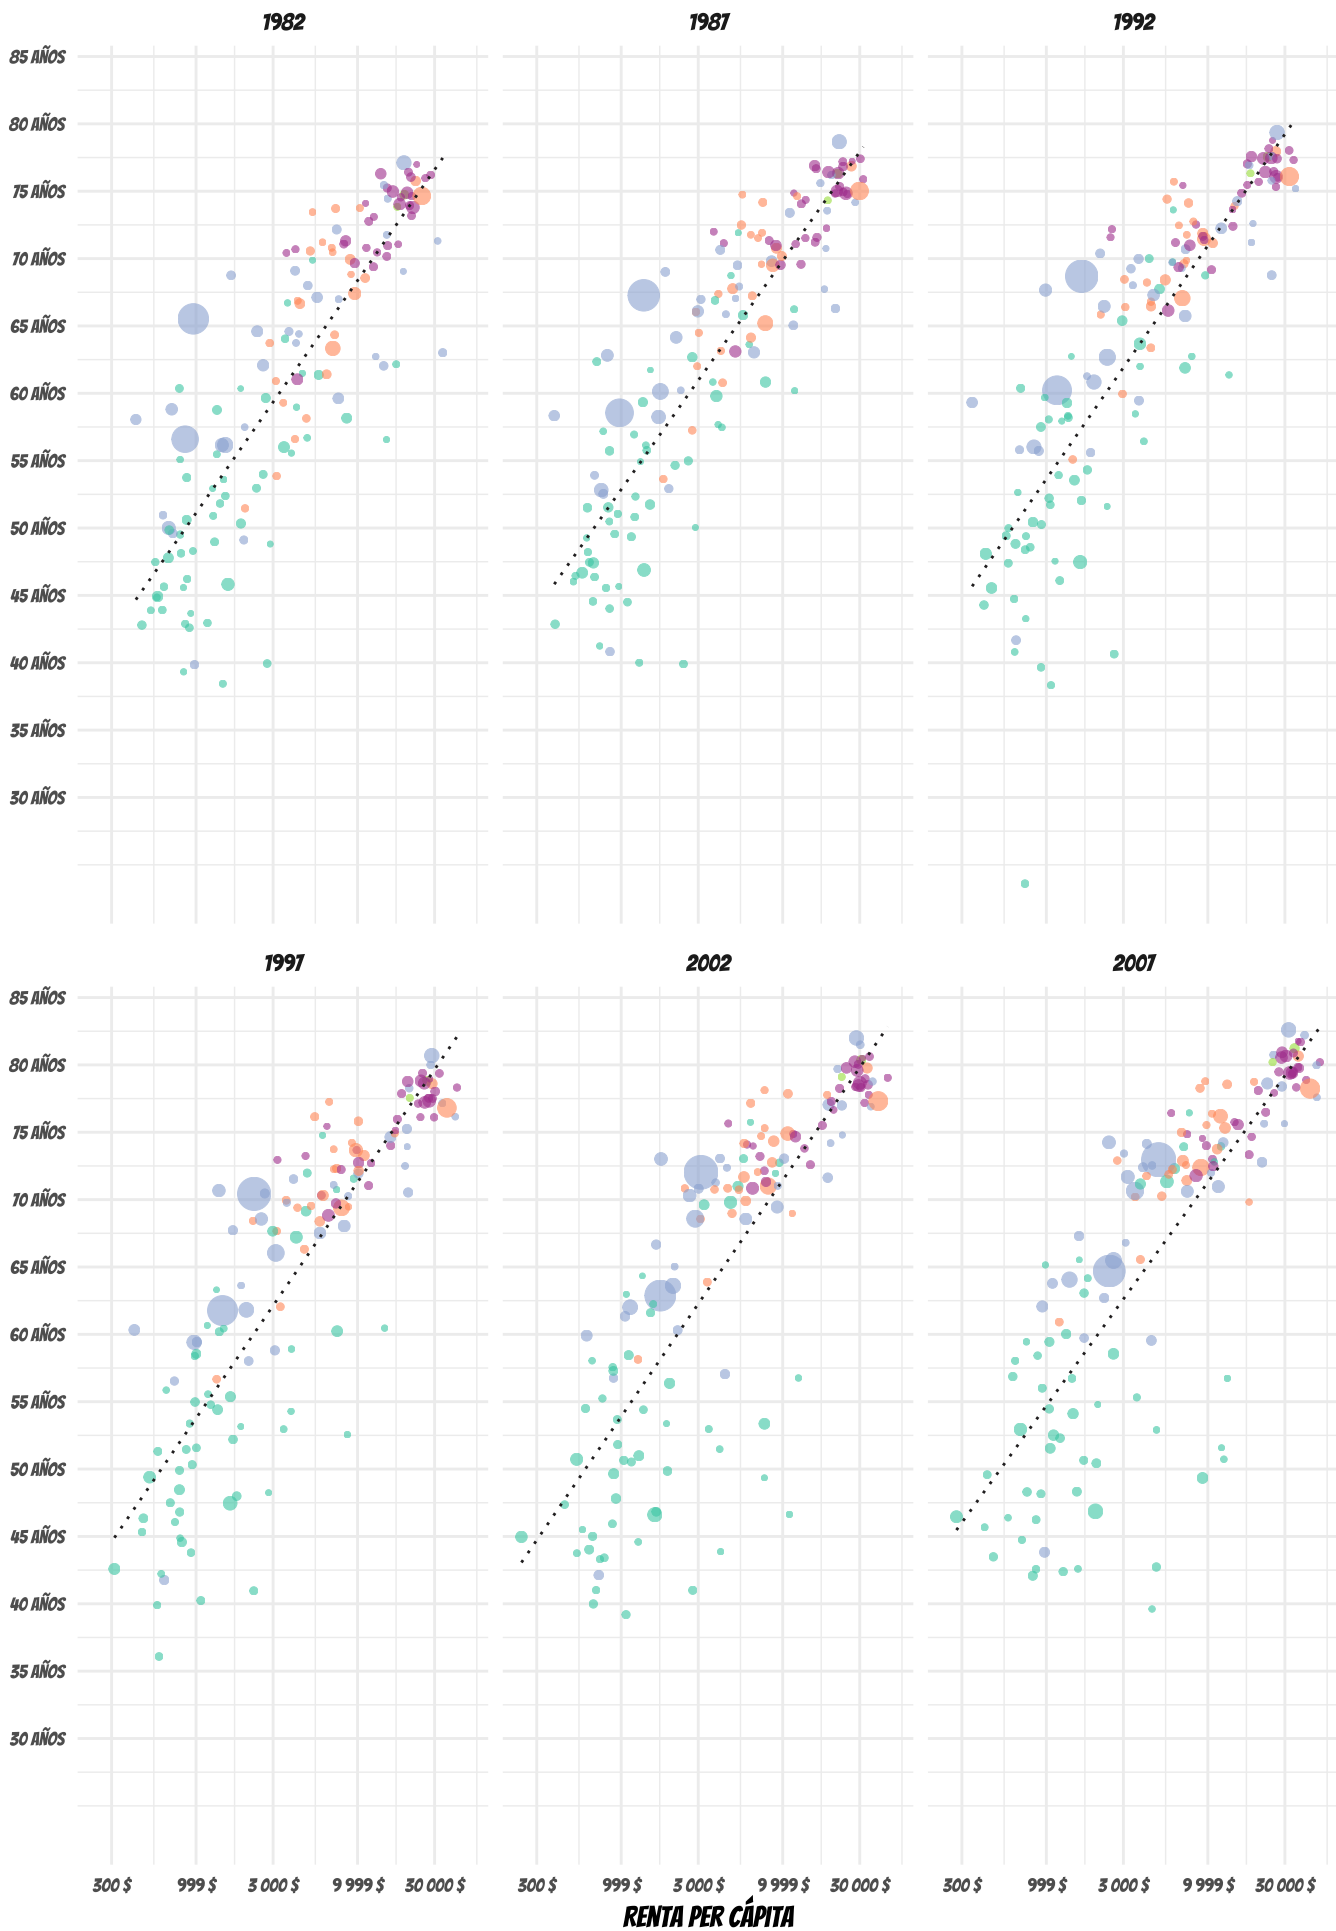 1982 1987 1992
85 AÑOS
80 AÑOS
75 AÑOS
70 AÑOS
65 AÑOS
60 AÑOS
55 AÑOS
50 AÑOS
45 AÑOS
40 AÑOS
35 AÑOS
30 AÑOS
1997 2002 2007
85 AÑOS
80 AÑOS
75 AÑOS
70 AÑOS
65 AÑOS
60 AÑOS
55 AÑOS
50 AÑOS
45 AÑOS
40 AÑOS
35 AÑOS
30 AÑOS
300 $ 999 $ 3 000 $ 9 999 $ 30 000 $ 300 $ 999 $ 3 000 $ 9 999 $ 30 000 $ 300 $ 999 $ 3 000 $ 9 999 $ 30 000 $
RENTA PER CÁPITA